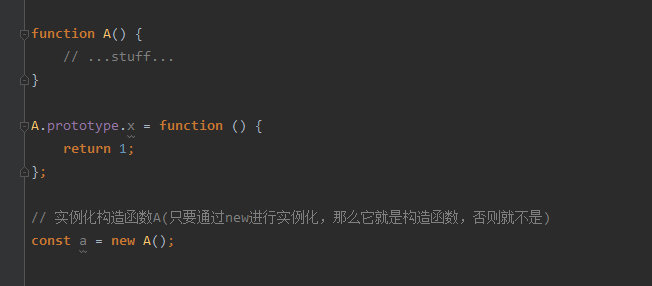 function A() {
    // ...stuff...
}
A.prototype.x = function () {
    return 1;
};
// 实例化构造函数A(只要通过new进行实例化，那么它就是构造函数，否则就不是)
const a = new A();